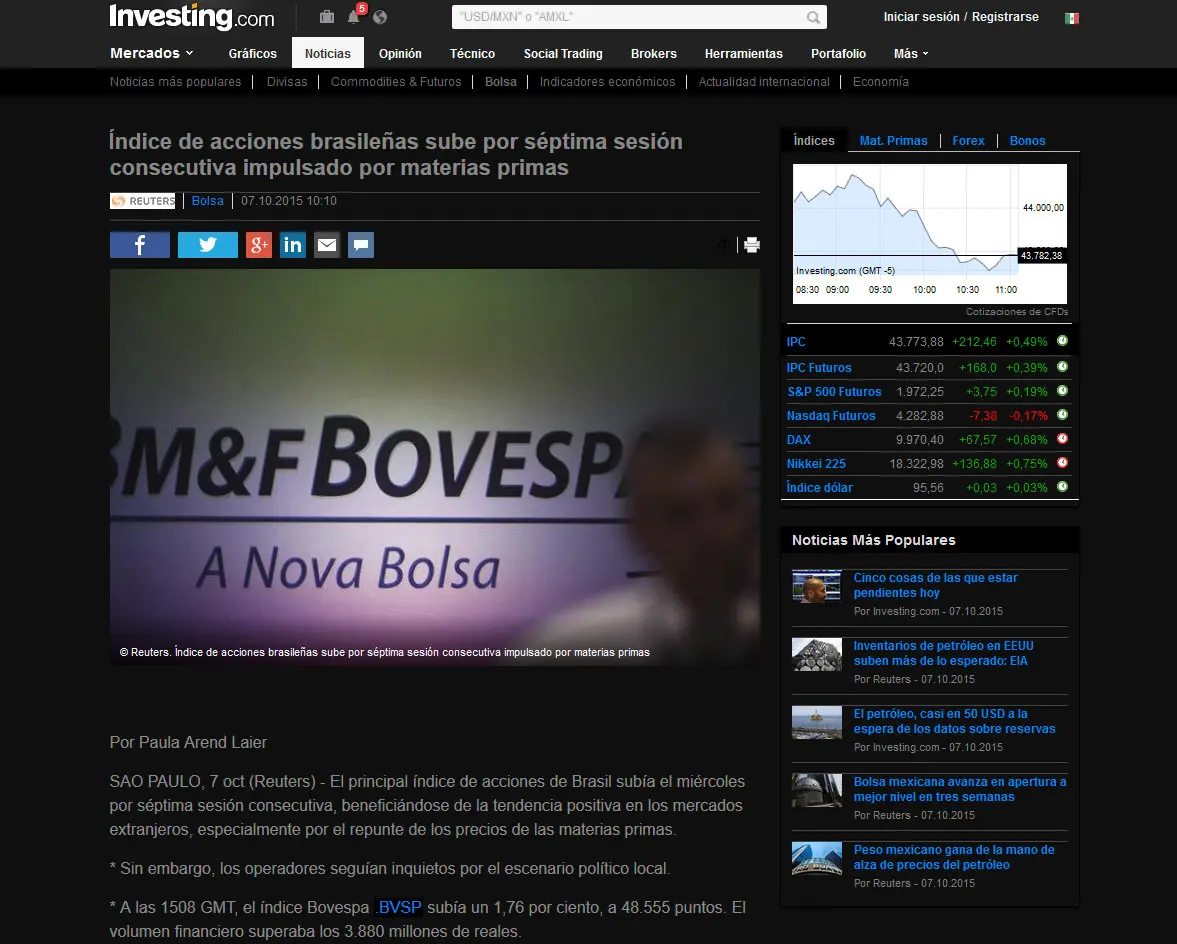 Investing.com
5
"USD/MXN" o "AMXL"
Iniciar sesión / Registrarse
Mercados Gráficos Noticias Opinión Técnico Social Trading Brokers Herramientas Portafolio Más
Noticias más populares Divisas Commodities & Futuros Bolsa Indicadores económicos Actualidad internacional Economía
Índice de acciones brasileñas sube por séptima sesión
consecutiva impulsado por materias primas
REUTERS Bolsa 07.10.2015 10:10
f g+ in
BM&FBOVESPA
A Nova Bolsa
© Reuters. Índice de acciones brasileñas sube por séptima sesión consecutiva impulsado por materias primas
Por Paula Arend Laier
SAO PAULO, 7 oct (Reuters) - El principal índice de acciones de Brasil subía el miércoles
por séptima sesión consecutiva, beneficiándose de la tendencia positiva en los mercados
extranjeros, especialmente por el repunte de los precios de las materias primas.
* Sin embargo, los operadores seguían inquietos por el escenario político local.
* A las 1508 GMT, el índice Bovespa .BVSP subía un 1,76 por ciento, a 48.555 puntos. El
volumen financiero superaba los 3.880 millones de reales.
Índices Mat. Primas Forex Bonos
44.000,00
43.782,38
Investing.com (GMT -5)
08:30 09:00 09:30 10:00 10:30 11:00
Cotizaciones de CFDs
IPC 43.773,88 +212,46 +0,49%
IPC Futuros 43.720,0 +168,0 +0,39%
S&P 500 Futuros 1.972,25 +3,75 +0,19%
Nasdaq Futuros 4.282,88 -7,38 -0,17%
DAX 9.970,40 +67,57 +0,68%
Nikkei 225 18.322,98 +136,88 +0,75%
Índice dólar 95,56 +0,03 +0,03%
Noticias Más Populares
Cinco cosas de las que estar
pendientes hoy
Por Investing.com - 07.10.2015
Inventarios de petróleo en EEUU
suben más de lo esperado: EIA
Por Reuters - 07.10.2015
El petróleo, casi en 50 USD a la
espera de los datos sobre reservas
Por Investing.com - 07.10.2015
Bolsa mexicana avanza en apertura a
mejor nivel en tres semanas
Por Reuters - 07.10.2015
Peso mexicano gana de la mano de
alza de precios del petróleo
Por Reuters - 07.10.2015